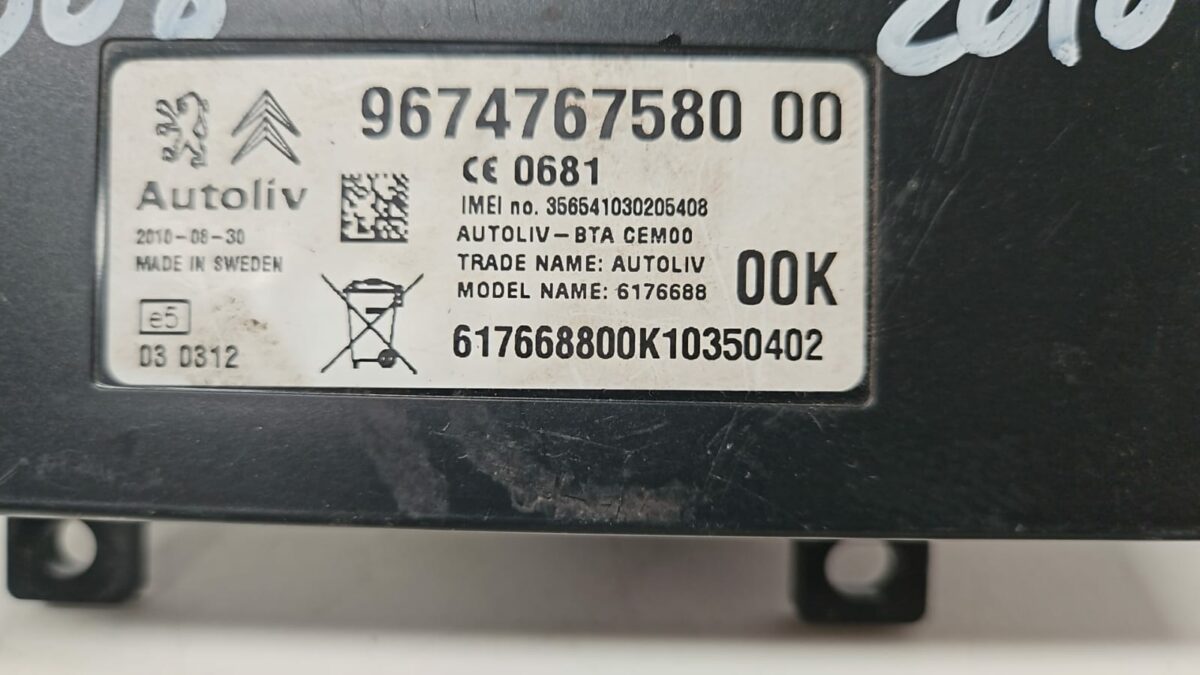 2010
9674767580 00
CE 0681
Autoliv
IMEI no. 356541030205408
2010-08-30
AUTOLIV-BTA CEM00
MADE IN SWEDEN
TRADE NAME: AUTOLIV
00K
MODEL NAME: 6176688
e5
03 0312
617668800K10350402